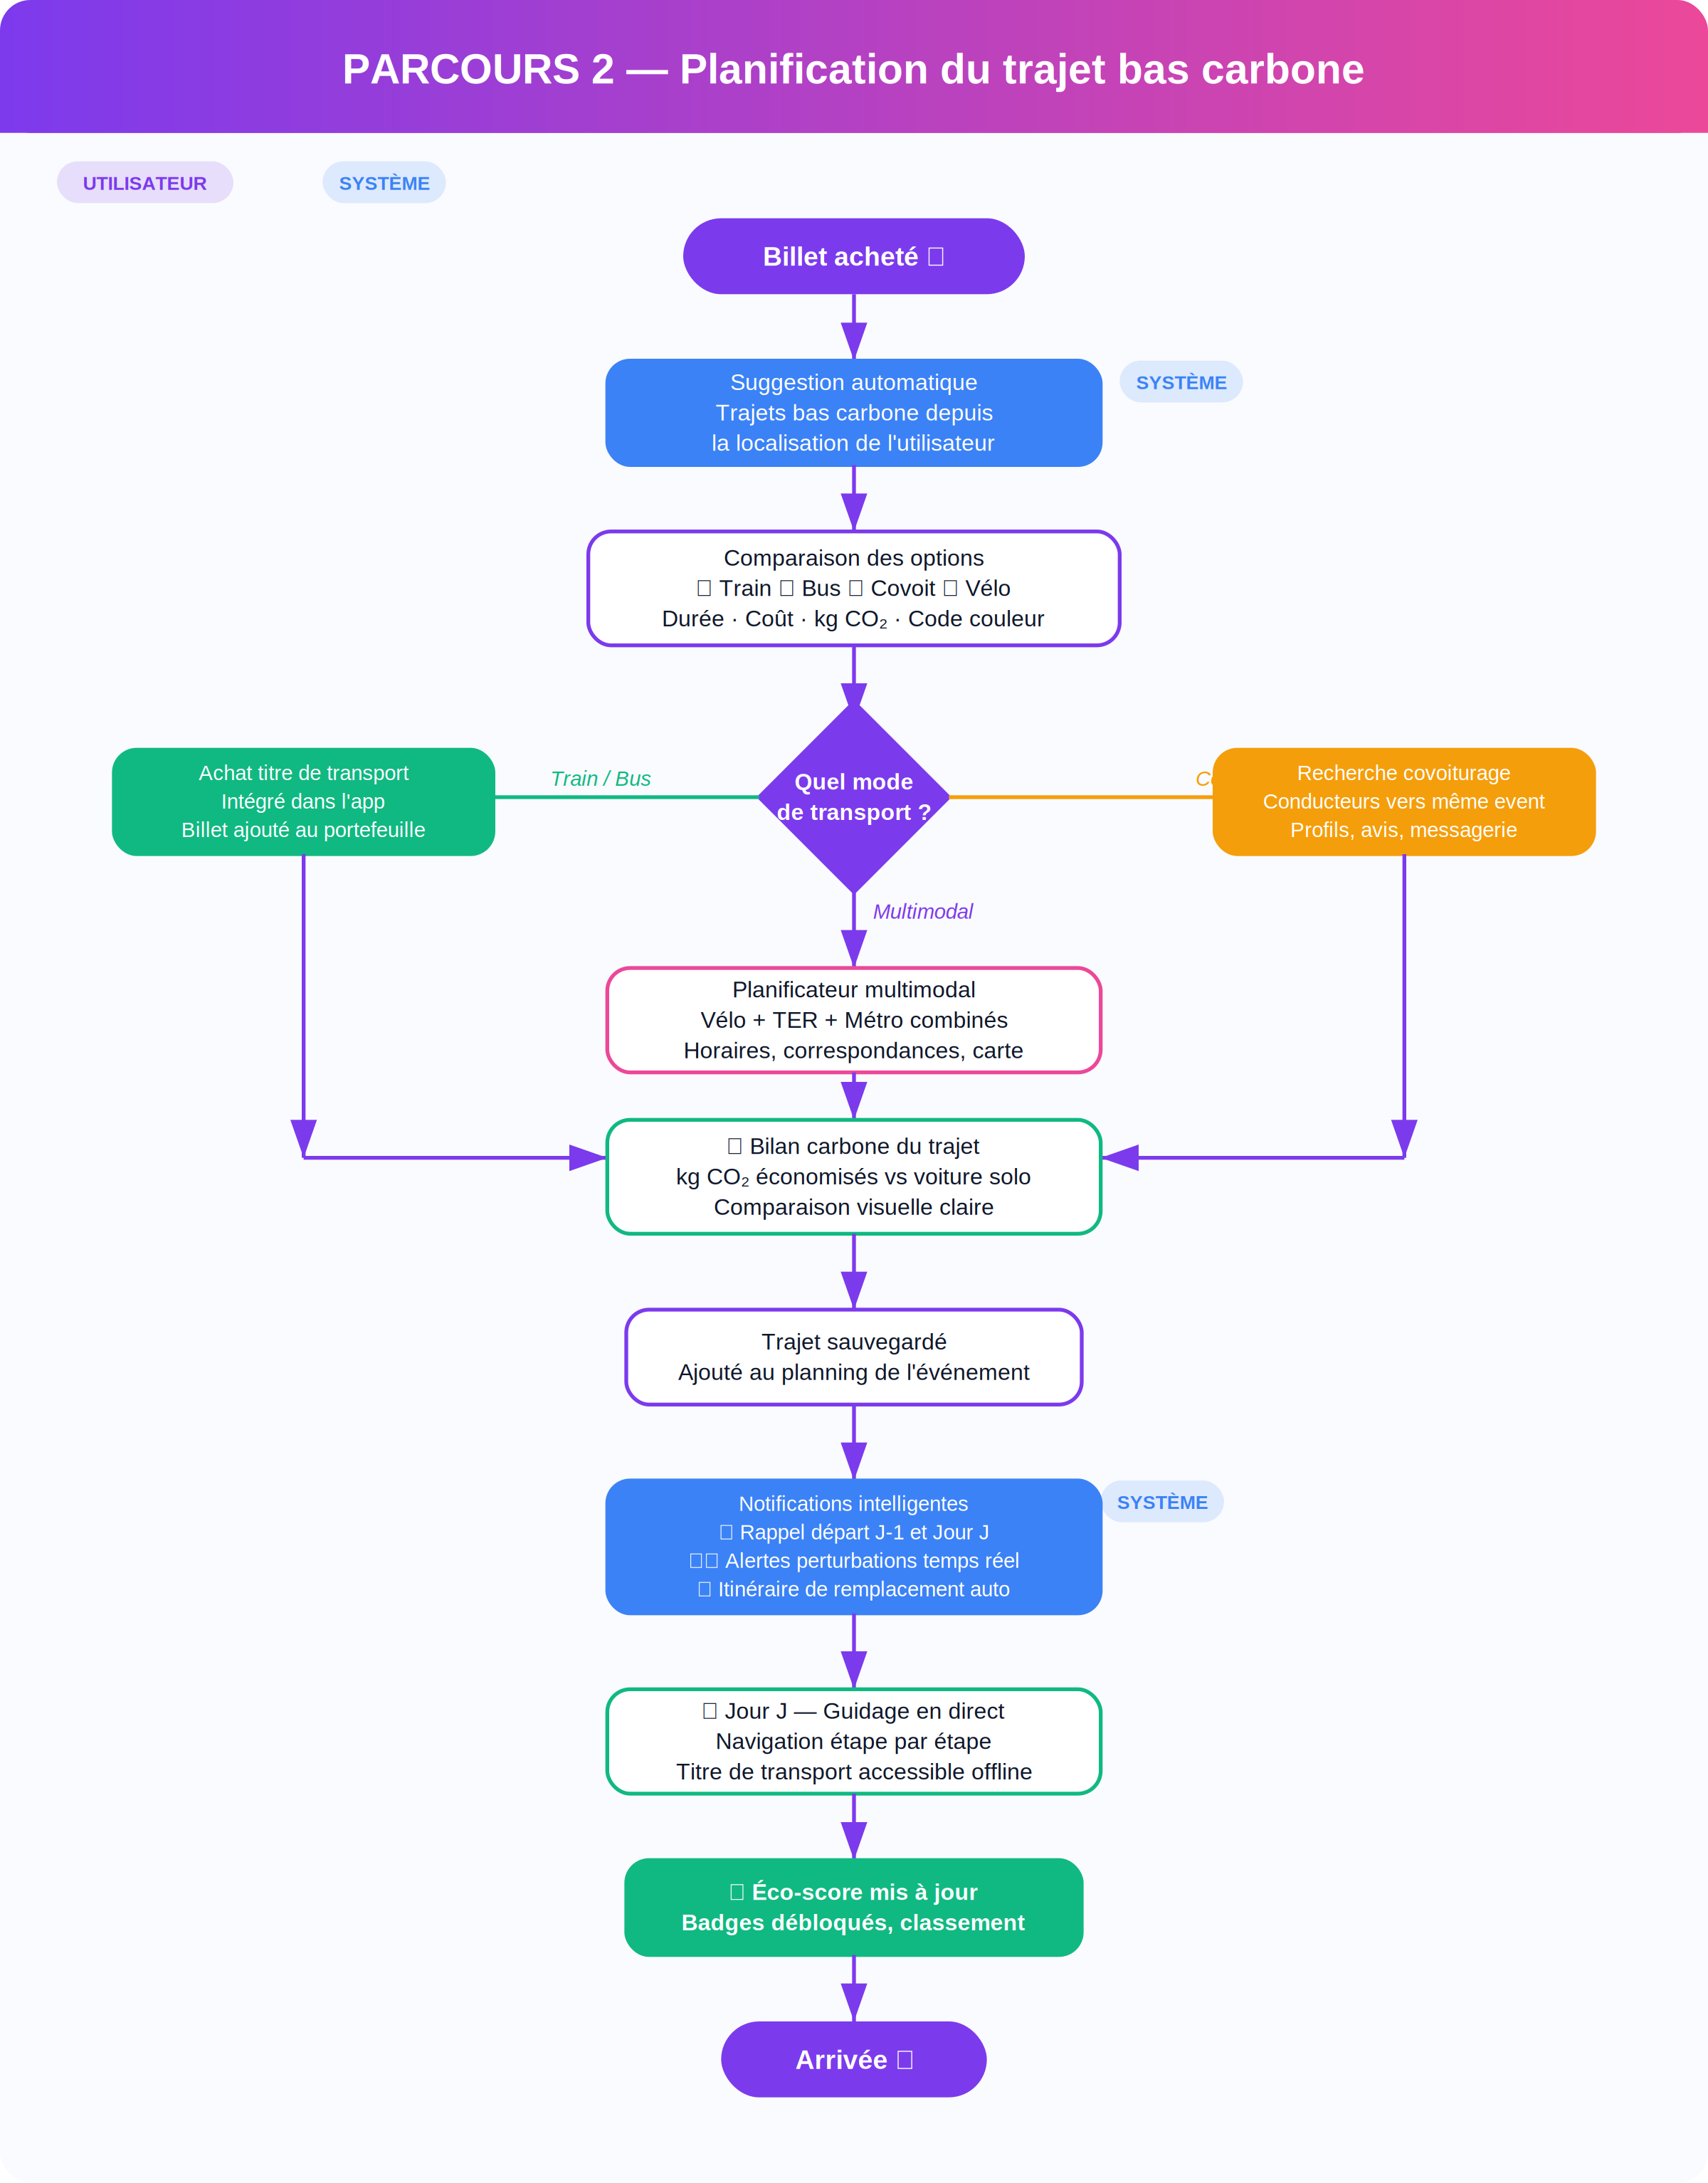 PARCOURS 2 — Planification du trajet bas carbone
UTILISATEUR
SYSTÈME
Billet acheté
Suggestion automatique
Trajets bas carbone depuis
la localisation de l'utilisateur
SYSTÈME
Comparaison des options
Train Bus Covoit Vélo
Durée · Coût · kg CO₂ · Code couleur
Achat titre de transport
Intégré dans l'app
Billet ajouté au portefeuille
Train / Bus
Quel mode
de transport ?
Recherche covoiturage
Conducteurs vers même event
Profils, avis, messagerie
Multimodal
Planificateur multimodal
Vélo + TER + Métro combinés
Horaires, correspondances, carte
Bilan carbone du trajet
kg CO₂ économisés vs voiture solo
Comparaison visuelle claire
Trajet sauvegardé
Ajouté au planning de l'événement
Notifications intelligentes
Rappel départ J-1 et Jour J
Alertes perturbations temps réel
Itinéraire de remplacement auto
SYSTÈME
Jour J — Guidage en direct
Navigation étape par étape
Titre de transport accessible offline
Éco-score mis à jour
Badges débloqués, classement
Arrivée